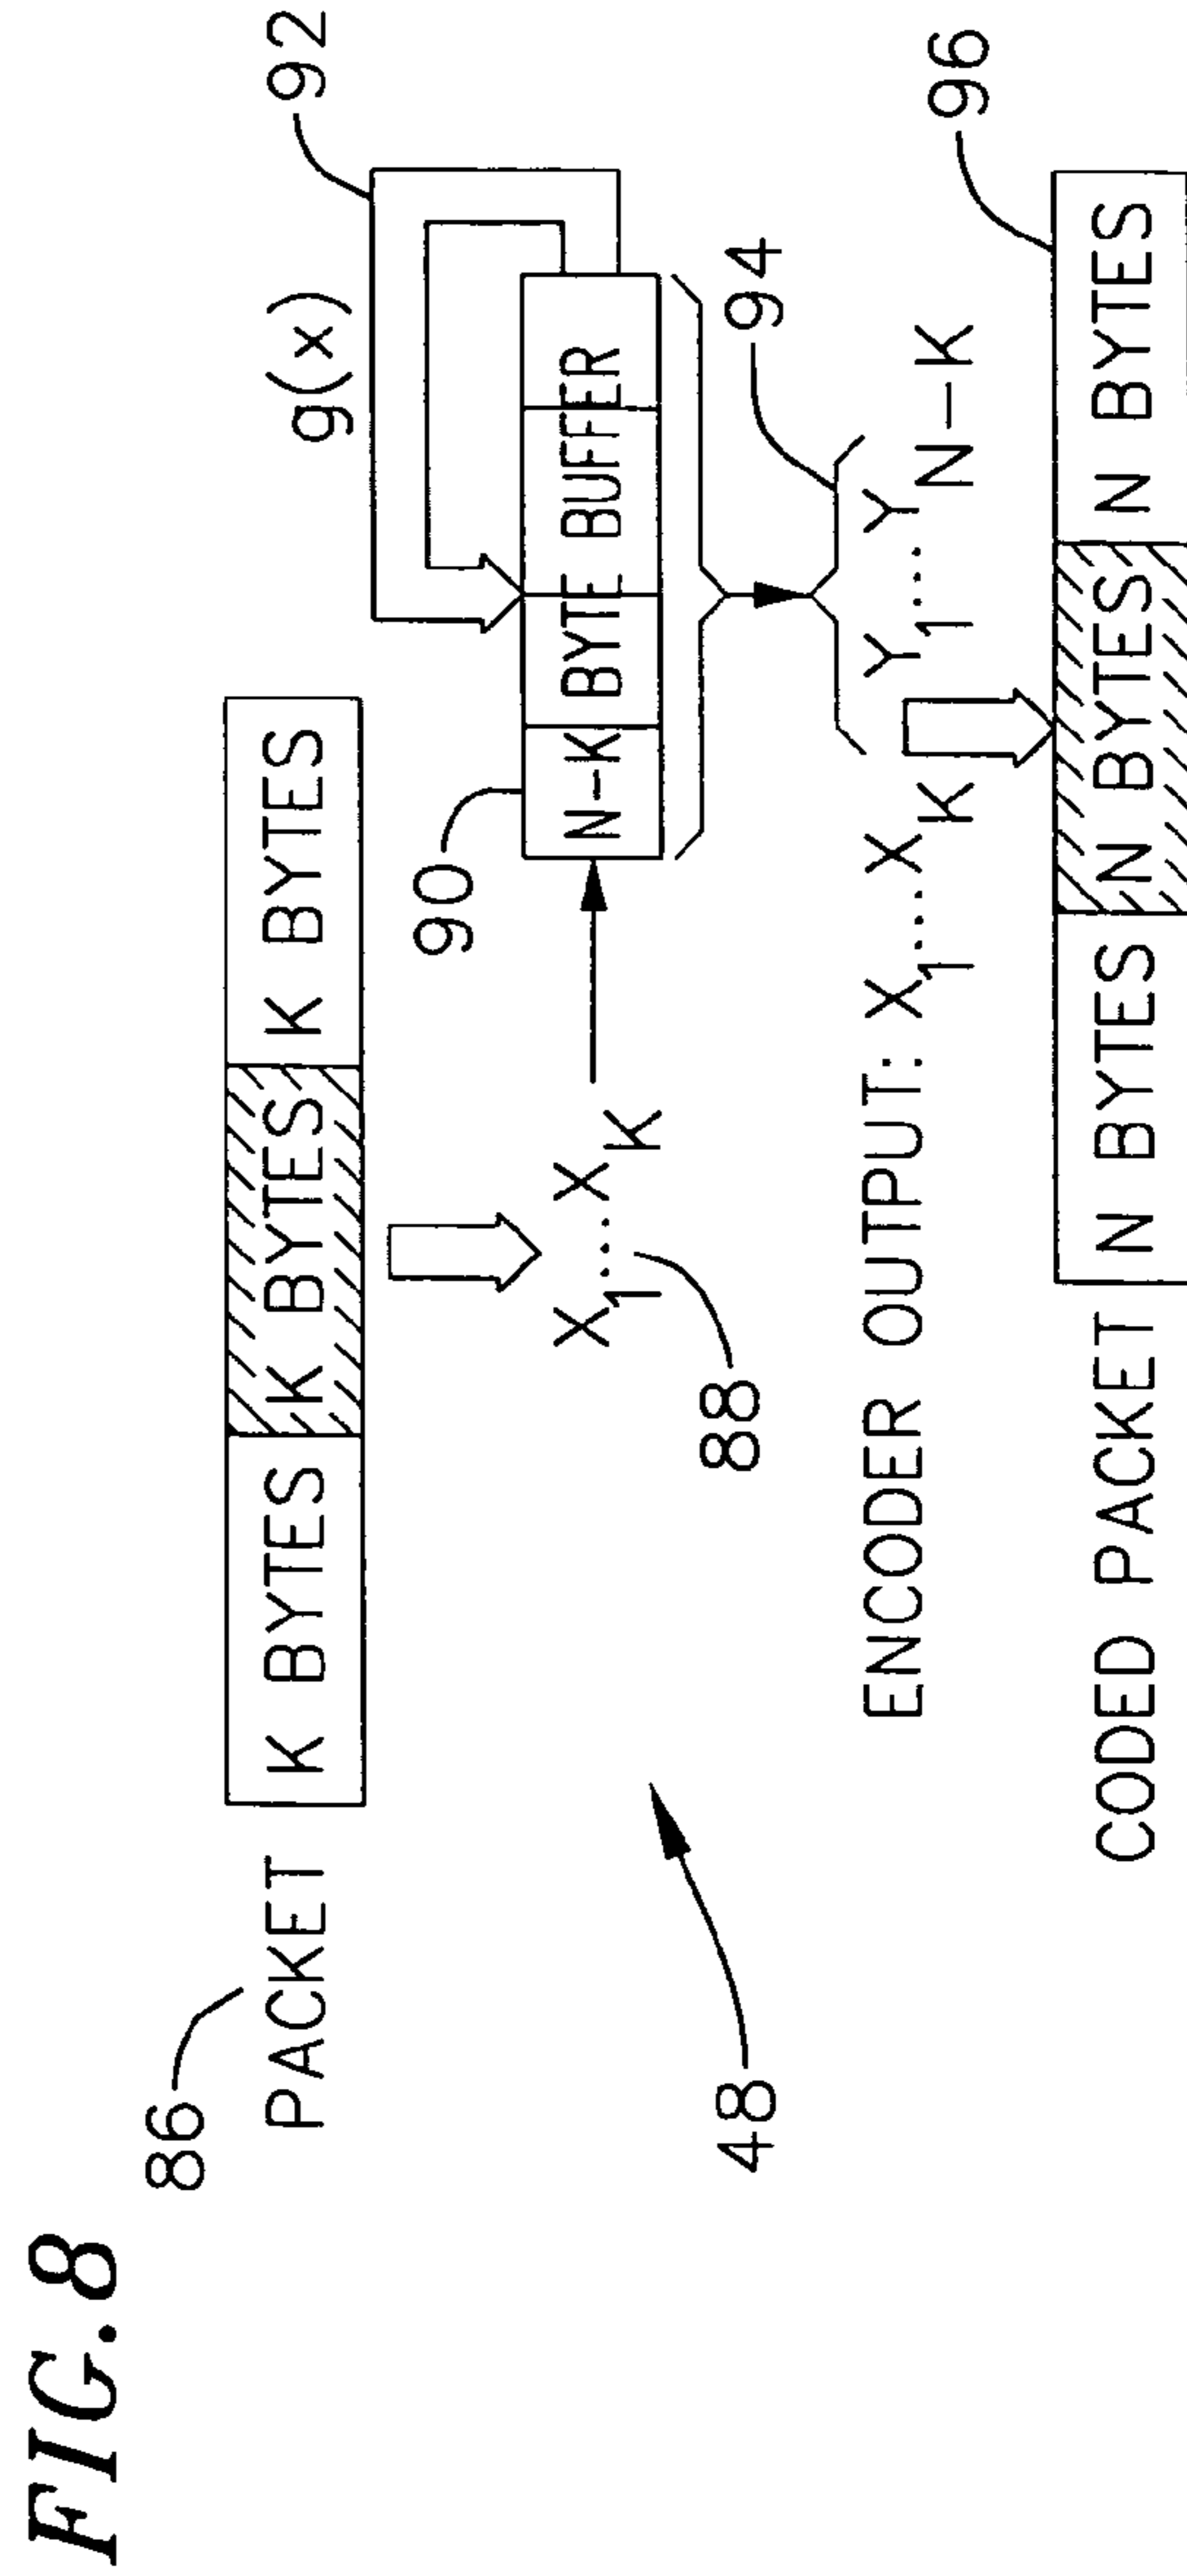 FIG. 8
92
g(x)
86
PACKET
K BYTES K BYTES K BYTES
90
N-K BYTE BUFFER
X1....XK
88
94
48
ENCODER OUTPUT: X1....XK Y1....YN-K
96
CODED PACKET
N BYTES N BYTES N BYTES